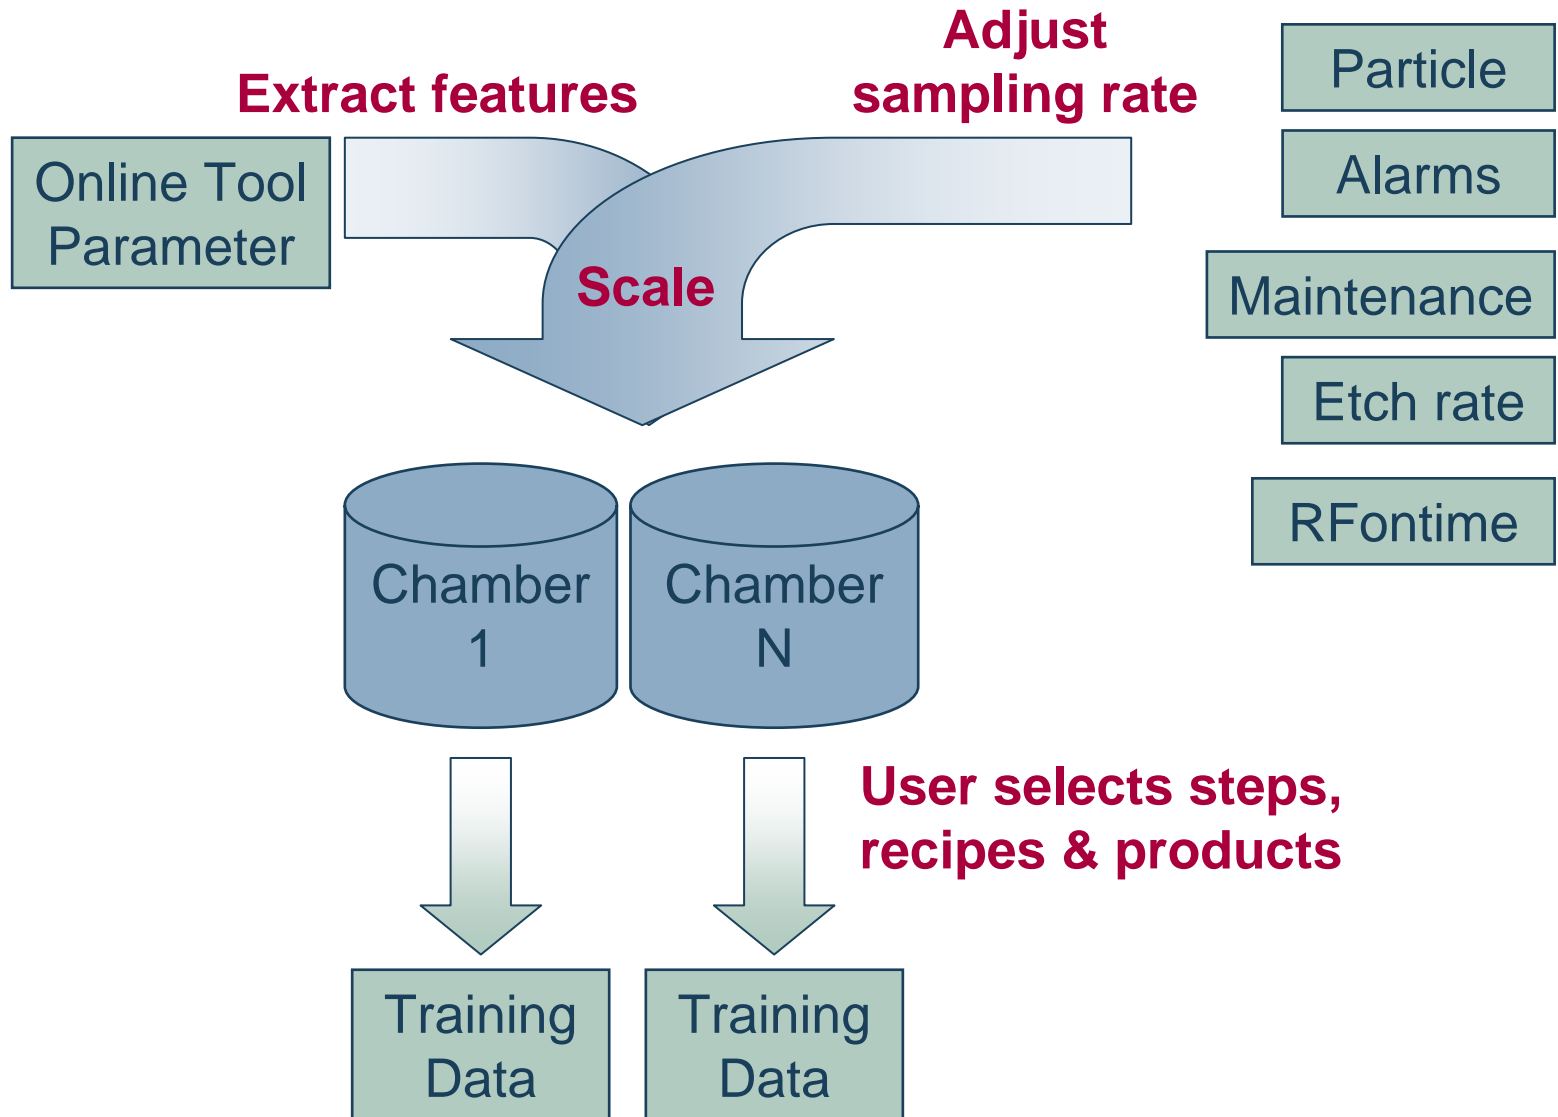 Extract features
Adjust
sampling rate
Online Tool
Parameter
Scale
Particle
Alarms
Maintenance
Etch rate
RFontime
Chamber
1
Chamber
N
User selects steps,
recipes & products
Training
Data
Training
Data